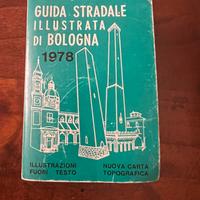 GUIDA STRADALE
ILLUSTRATA
DI BOLOGNA
1978
ILLUSTRAZIONI
FUORI TESTO
NUOVA CARTA
TOPOGRAFICA